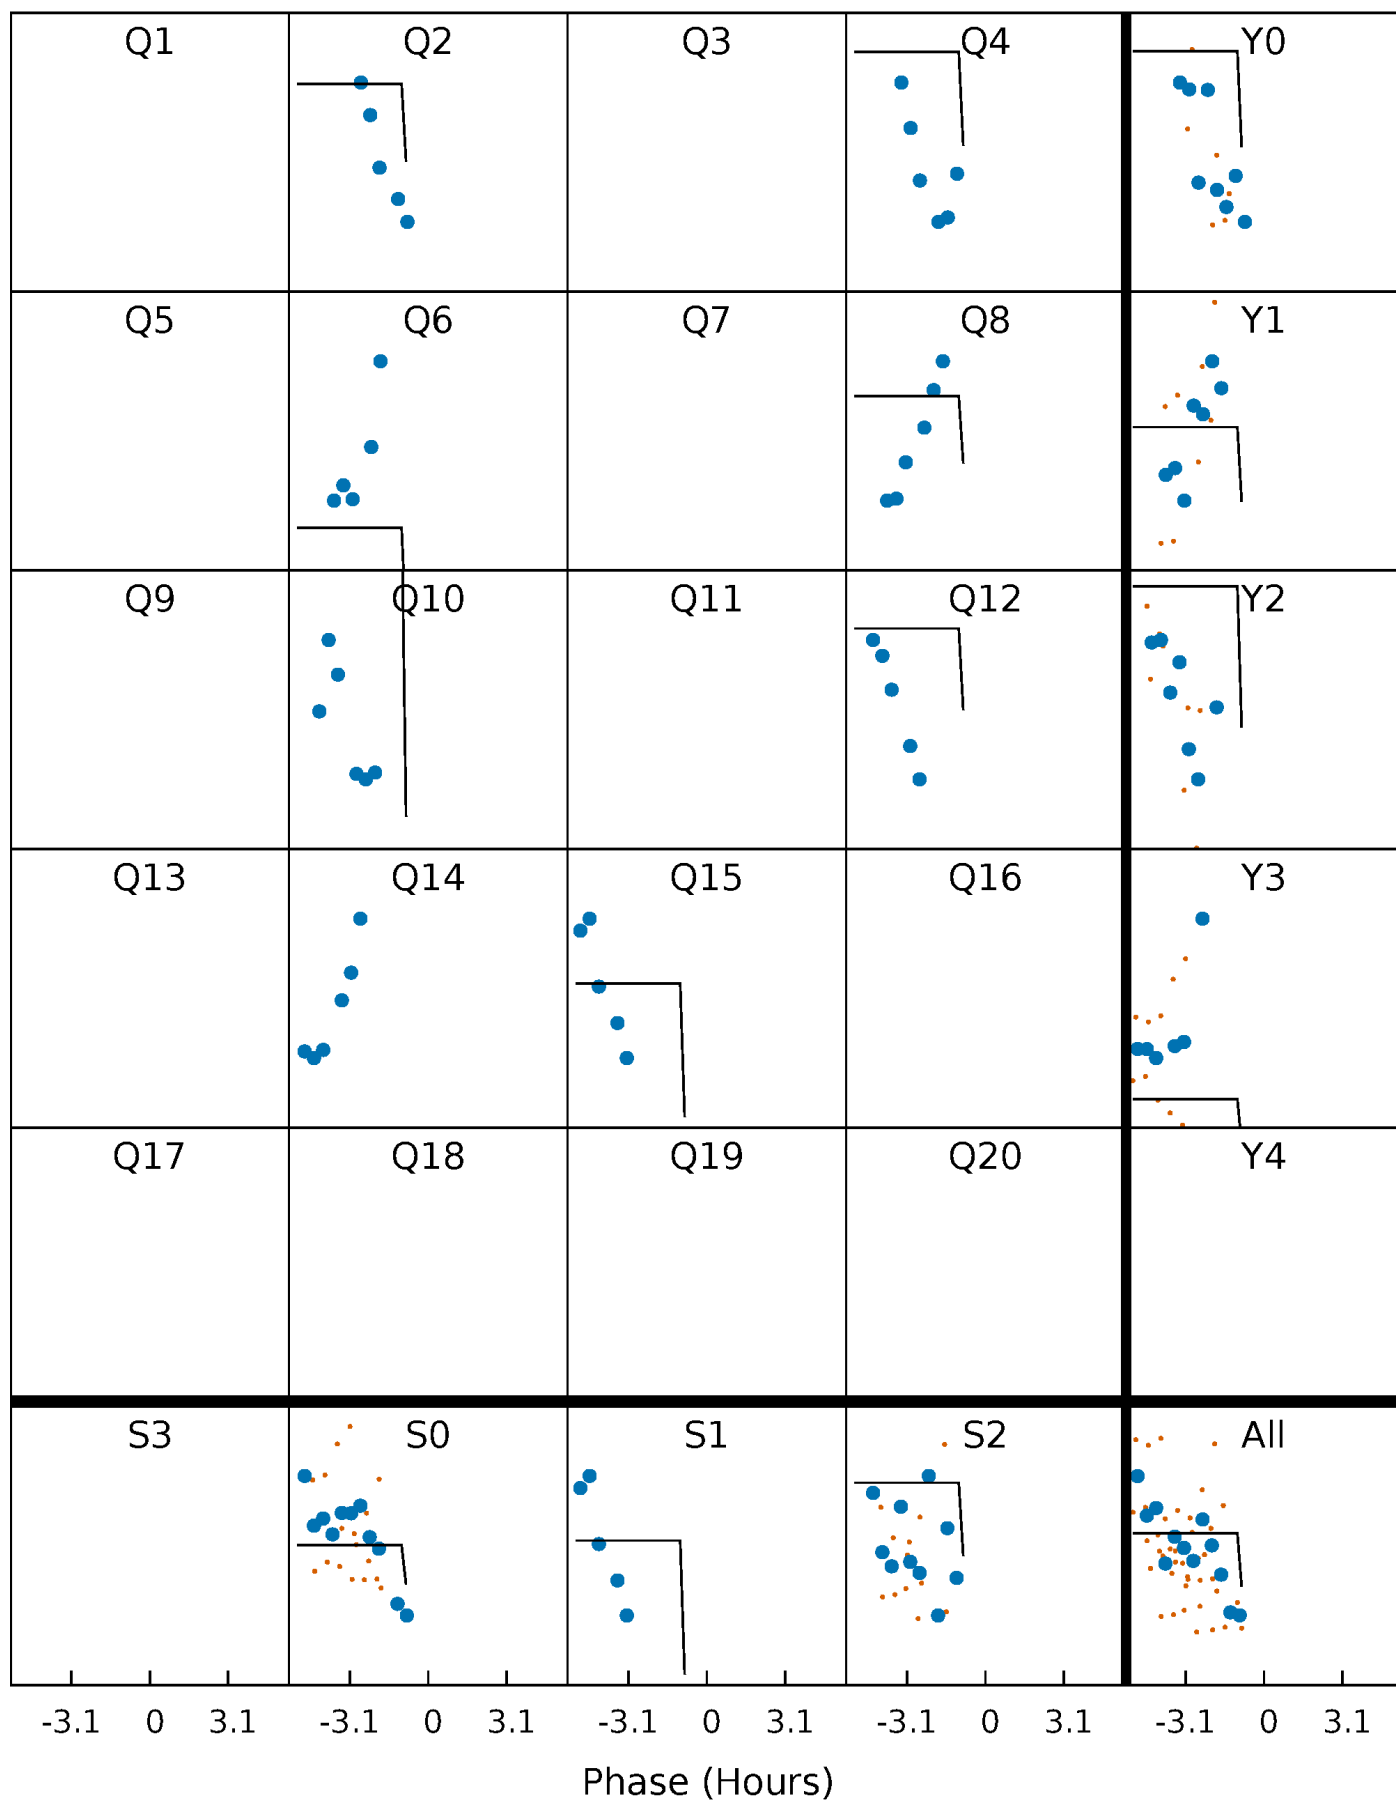 Q1 Q2 Q3 Q4 Y0
Q5 Q6 Q7 Q8 Y1
Q9 Q10 Q11 Q12 Y2
Q13 Q14 Q15 Q16 Y3
Q17 Q18 Q19 Q20 Y4
S3 S0 S1 S2 All
-3.1 0 3.1 -3.1 0 3.1 -3.1 0 3.1 -3.1 0 3.1 -3.1 0 3.1
Phase (Hours)